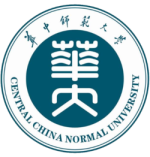 華中師範大學
CENTRAL CHINA NORMAL UNIVERSITY